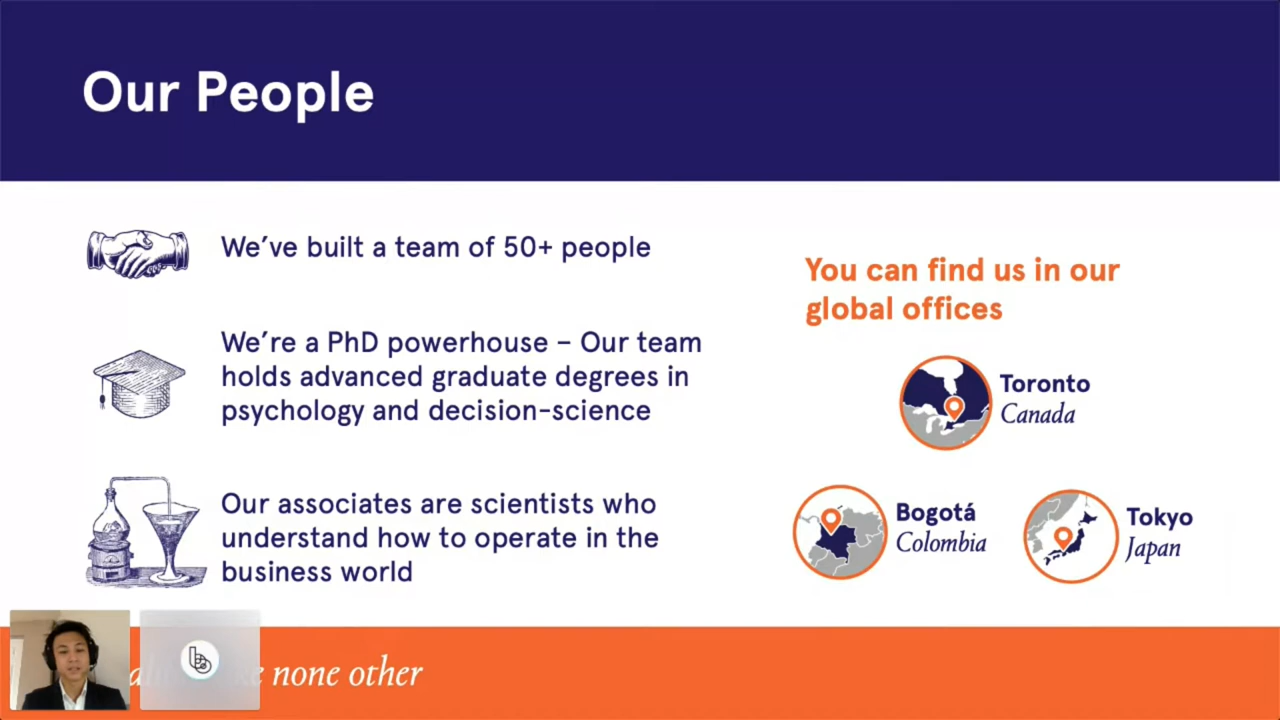 Our People
We’ve built a team of 50+ people
We’re a PhD powerhouse – Our team
holds advanced graduate degrees in
psychology and decision-science
Our associates are scientists who
understand how to operate in the
business world
You can find us in our
global offices
Toronto
Canada
Bogotá
Colombia
Tokyo
Japan
none other